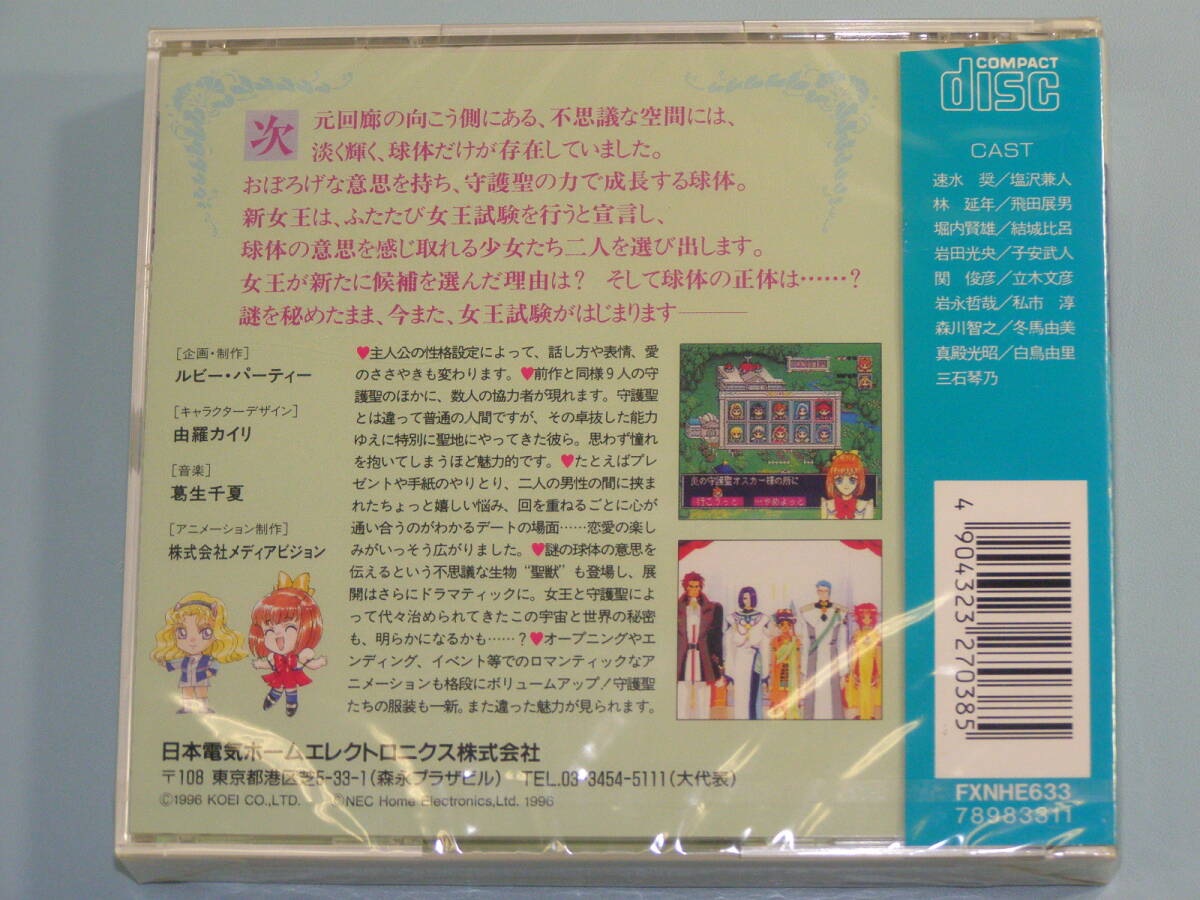 次元回廊の向こう側にある、不思議な空間には、
淡く輝く、球体だけが存在していました。
おぼろげな意思を持ち、守護聖の力で成長する球体。
新女王は、ふたたび女王試験を行うと宣言し、
球体の意思を感じ取れる少女たち二人を選び出します。
女王が新たに候補を選んだ理由は? そして球体の正体は……?
謎を秘めたまま、今また、女王試験がはじまります———
[企画・制作]
ルビー・パーティー
[キャラクターデザイン]
由羅カイリ
[音楽]
葛生千夏
[アニメーション制作]
株式会社メディアビジョン
♥主人公の性格設定によって、話し方や表情、愛
のささやきも変わります。♥前作と同様9人の守
護聖のほかに、数人の協力者が現れます。守護聖
とは違って普通の人間ですが、その卓抜した能力
ゆえに特別に聖地にやってきた彼ら。思わず憧れ
を抱いてしまうほど魅力的です。♥たとえばプレ
ゼントや手紙のやりとり、二人の男性の間に挟ま
れたちょっと嬉しい悩み、回を重ねるごとに心が
通い合うのがわかるデートの場面……恋愛の楽し
みがいっそう広がりました。♥謎の球体の意思を
伝えるという不思議な生物“聖獣”も登場し、展
開はさらにドラマティックに。女王と守護聖によ
って代々治められてきたこの宇宙と世界の秘密
も、明らかになるかも……?♥オープニングやエ
ンディング、イベント等でのロマンティックなア
ニメーションも格段にボリュームアップ!守護聖
たちの服装も一新。また違った魅力が見られます。
炎の守護聖オスカー様の所に
行こうっと
やめよっと
日本電気ホームエレクトロニクス株式会社
〒108 東京都港区芝5-33-1(森永プラザビル) TEL.03-3454-5111(大代表)
©1996 KOEI CO.,LTD. ©NEC Home Electronics,Ltd. 1996
COMPACT
disc
CAST
速水 奨/塩沢兼人
林 延年/飛田展男
堀内賢雄/結城比呂
岩田光央/子安武人
関 俊彦/立木文彦
岩永哲哉/私市 淳
森川智之/冬馬由美
真殿光昭/白鳥由里
三石琴乃
4 904323 270385
FXNHE633
78983311